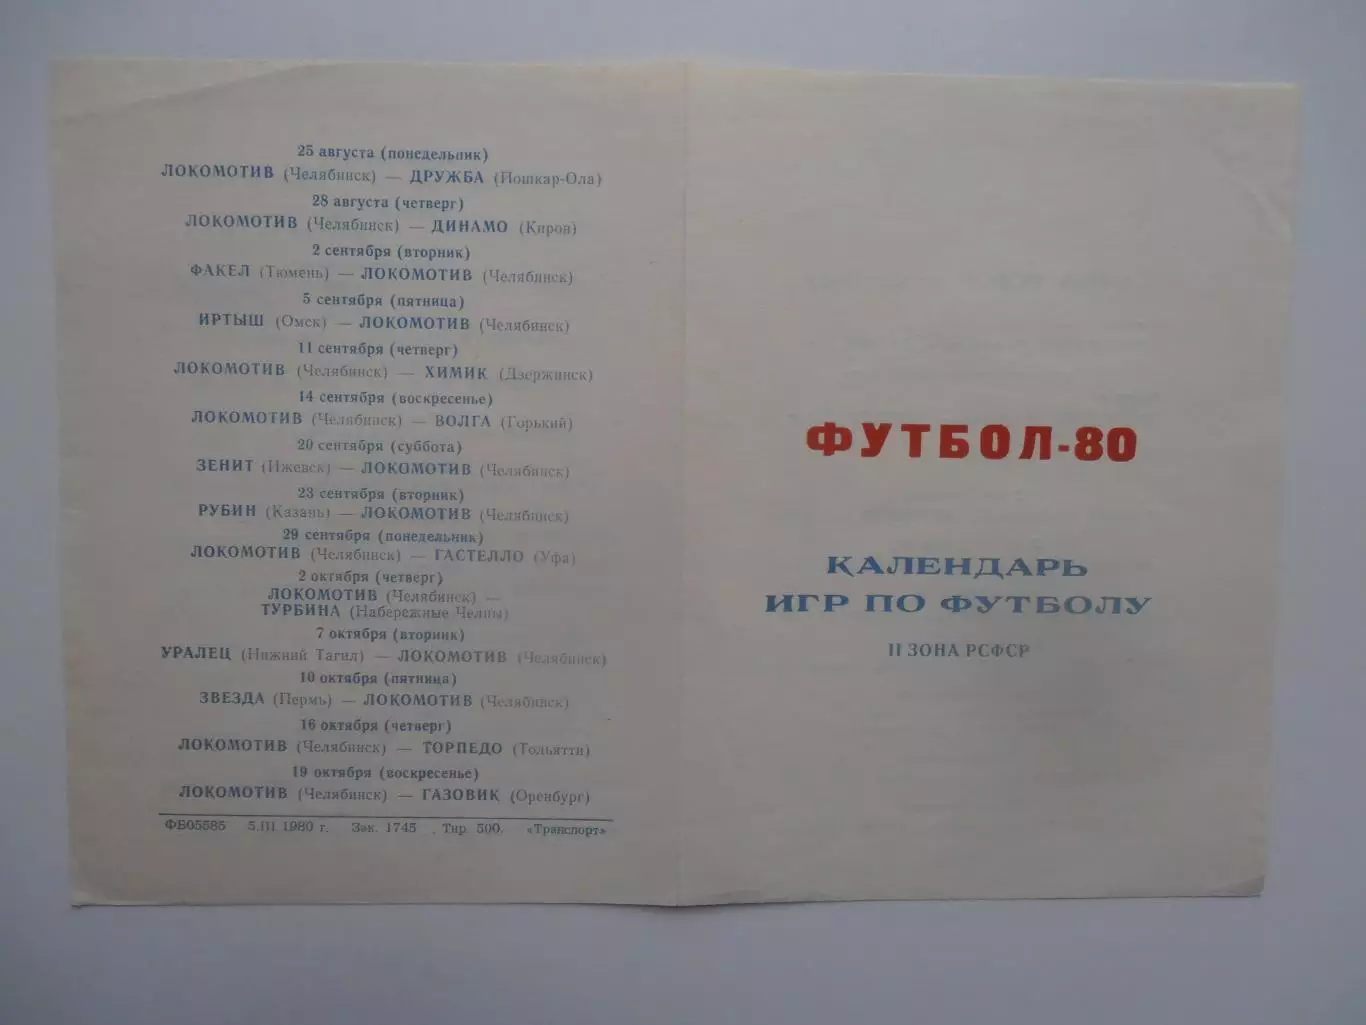 25 августа (понедельник)
ЛОКОМОТИВ (Челябинск) — ДРУЖБА (Йошкар-Ола)
28 августа (четверг)
ЛОКОМОТИВ (Челябинск) — ДИНАМО (Киров)
2 сентября (вторник)
ФАКЕЛ (Тюмень) — ЛОКОМОТИВ (Челябинск)
5 сентября (пятница)
ИРТЫШ (Омск) — ЛОКОМОТИВ (Челябинск)
11 сентября (четверг)
ЛОКОМОТИВ (Челябинск) — ХИМИК (Дзержинск)
14 сентября (воскресенье)
ЛОКОМОТИВ (Челябинск) — ВОЛГА (Горький)
20 сентября (суббота)
ЗЕНИТ (Ижевск) — ЛОКОМОТИВ (Челябинск)
23 сентября (вторник)
РУБИН (Казань) — ЛОКОМОТИВ (Челябинск)
29 сентября (понедельник)
ЛОКОМОТИВ (Челябинск) — ГАСТЕЛЛО (Уфа)
2 октября (четверг)
ЛОКОМОТИВ (Челябинск) —
ТУРБИНА (Набережные Челны)
7 октября (вторник)
УРАЛЕЦ (Нижний Тагил) — ЛОКОМОТИВ (Челябинск)
10 октября (пятница)
ЗВЕЗДА (Пермь) — ЛОКОМОТИВ (Челябинск)
16 октября (четверг)
ЛОКОМОТИВ (Челябинск) — ТОРПЕДО (Тольятти)
19 октября (воскресенье)
ЛОКОМОТИВ (Челябинск) — ГАЗОВИК (Оренбург)
ФБ05585 5.III 1980 г. Зак. 1745 , Тир 500. «Транспорт»
ФУТБОЛ-80
КАЛЕНДАРЬ
ИГР ПО ФУТБОЛУ
II ЗОНА РСФСР